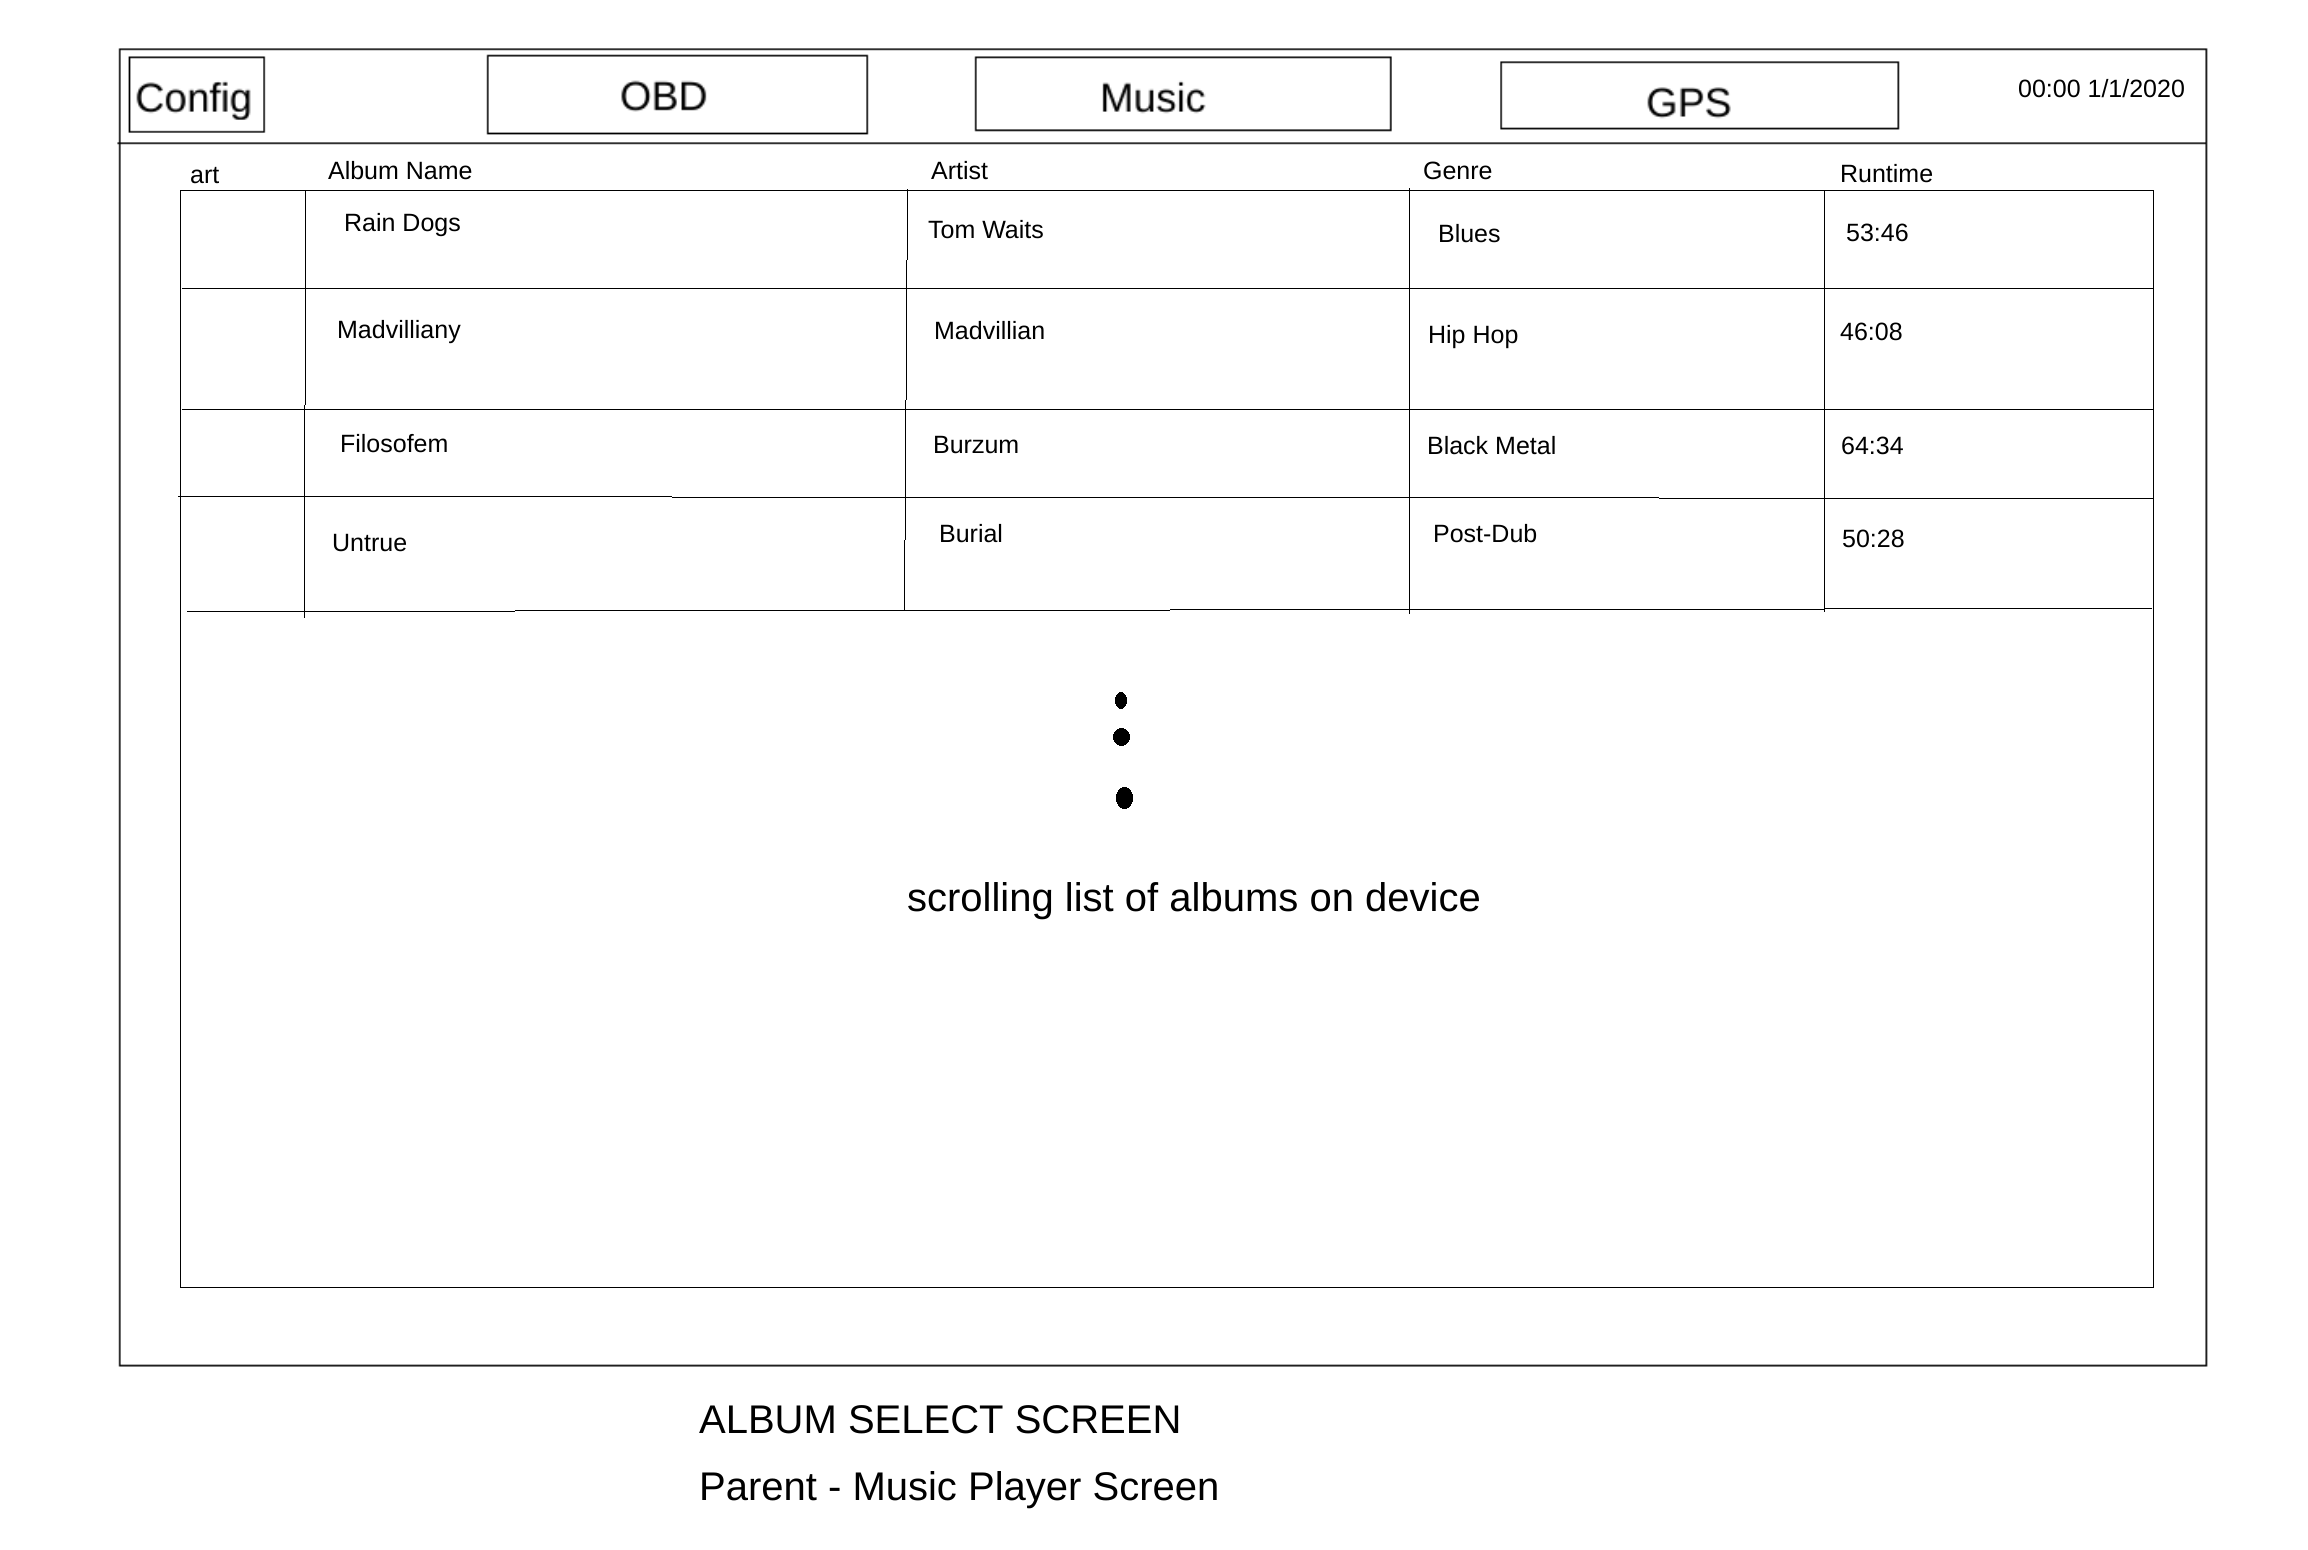 Config OBD Music GPS 00:00 1/1/2020
art Album Name Artist Genre Runtime
Rain Dogs Tom Waits Blues 53:46
Madvilliany Madvillian Hip Hop 46:08
Filosofem Burzum Black Metal 64:34
Untrue Burial Post-Dub 50:28
scrolling list of albums on device
ALBUM SELECT SCREEN
Parent - Music Player Screen